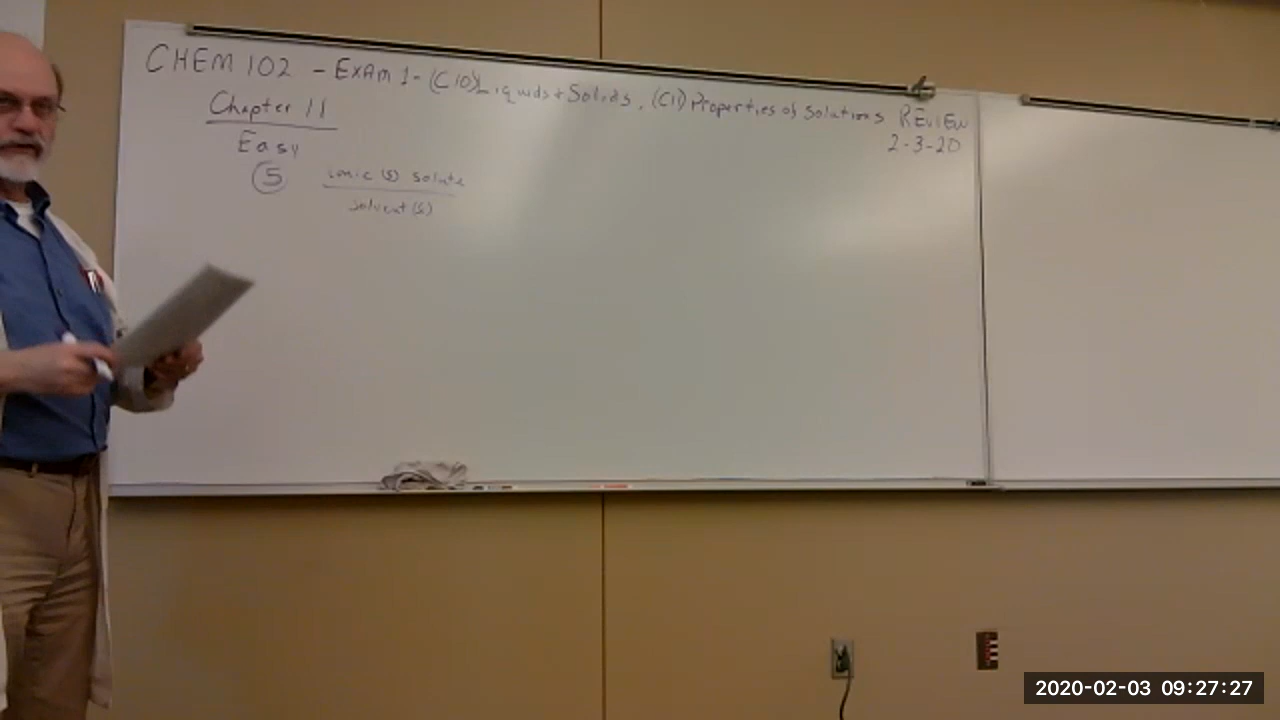 CHEM 102 - EXAM 1 - (C10) Liquids + Solids, (C11) Properties of Solutions REVIEW
2-3-20
Chapter 11
Easy
5 ionic (s) solute
solvent
2020-02-03 09:27:27